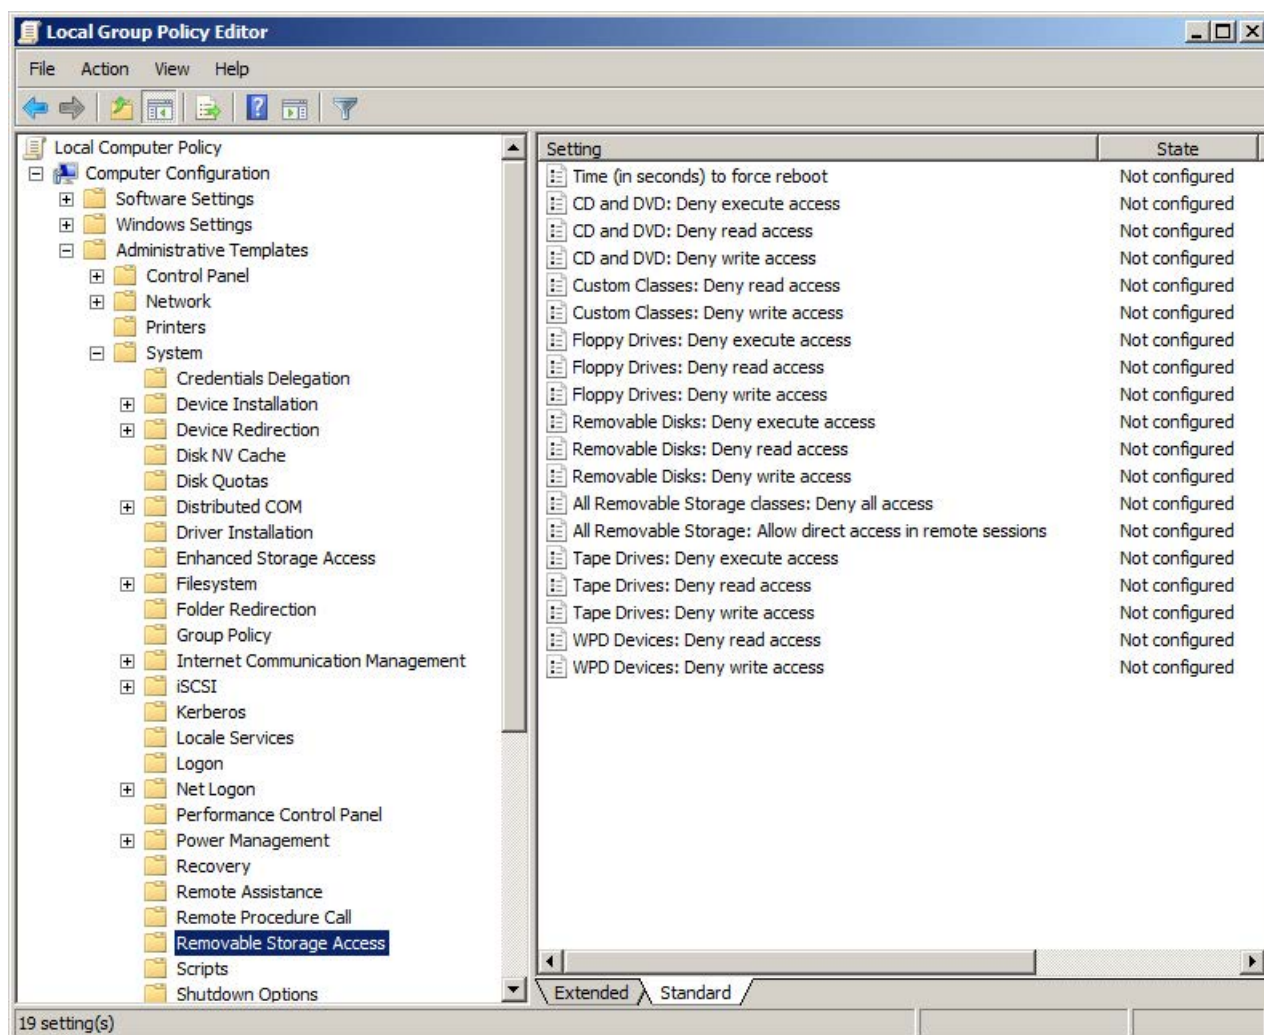 Local Group Policy Editor
File Action View Help
Local Computer Policy
Computer Configuration
Software Settings
Windows Settings
Administrative Templates
Control Panel
Network
Printers
System
Credentials Delegation
Device Installation
Device Redirection
Disk NV Cache
Disk Quotas
Distributed COM
Driver Installation
Enhanced Storage Access
Filesystem
Folder Redirection
Group Policy
Internet Communication Management
iSCSI
Kerberos
Locale Services
Logon
Net Logon
Performance Control Panel
Power Management
Recovery
Remote Assistance
Remote Procedure Call
Removable Storage Access
Scripts
Shutdown Options
Setting State
Time (in seconds) to force reboot Not configured
CD and DVD: Deny execute access Not configured
CD and DVD: Deny read access Not configured
CD and DVD: Deny write access Not configured
Custom Classes: Deny read access Not configured
Custom Classes: Deny write access Not configured
Floppy Drives: Deny execute access Not configured
Floppy Drives: Deny read access Not configured
Floppy Drives: Deny write access Not configured
Removable Disks: Deny execute access Not configured
Removable Disks: Deny read access Not configured
Removable Disks: Deny write access Not configured
All Removable Storage classes: Deny all access Not configured
All Removable Storage: Allow direct access in remote sessions Not configured
Tape Drives: Deny execute access Not configured
Tape Drives: Deny read access Not configured
Tape Drives: Deny write access Not configured
WPD Devices: Deny read access Not configured
WPD Devices: Deny write access Not configured
Extended Standard
19 setting(s)